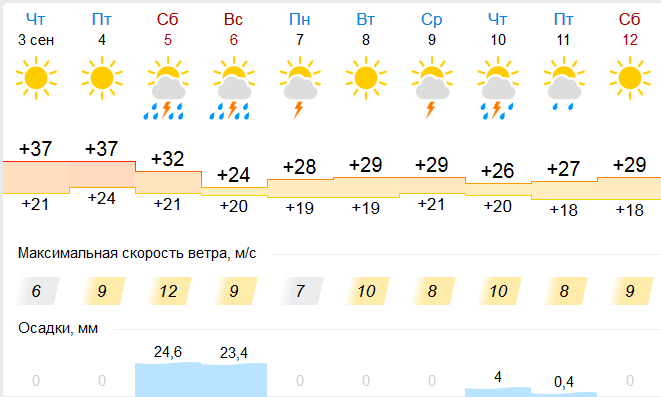 Чт Пт Сб Вс Пн Вт Ср Чт Пт Сб
3 сен 4 5 6 7 8 9 10 11 12
+37 +37 +32 +24 +28 +29 +29 +26 +27 +29
+21 +24 +21 +20 +19 +19 +21 +20 +18 +18
Максимальная скорость ветра, м/с
6 9 12 9 7 10 8 10 8 9
Осадки, мм
0 0 24,6 23,4 0 0 0 4 0,4 0